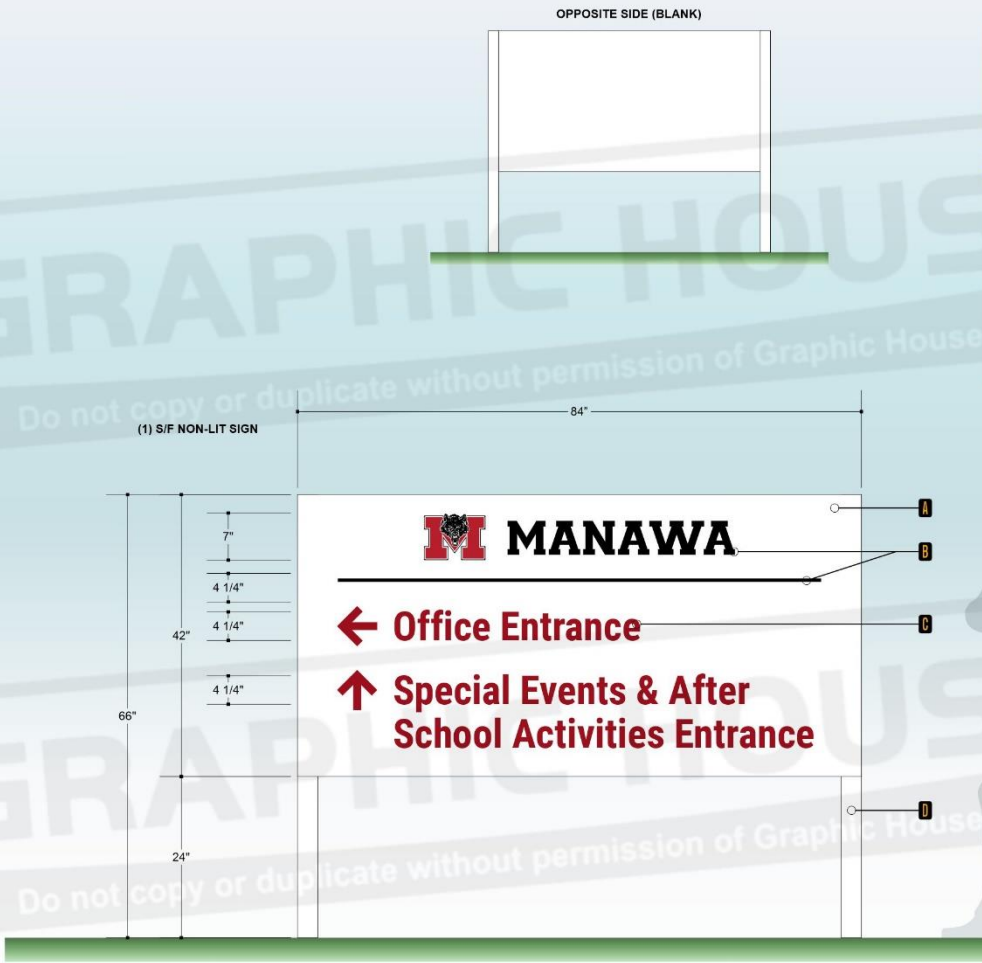 OPPOSITE SIDE (BLANK)
GRAPHIC HOUS
Do not copy or duplicate without permission of Graphic House
84"
(1) S/F NON-LIT SIGN
A
7"
M MANAWA
B
4 1/4"
4 1/4"
42"
← Office Entrance
C
4 1/4"
↑ Special Events & After
School Activities Entrance
66"
GRAPHIC HOUS
D
24"
Do not copy or duplicate without permission of Graphic House